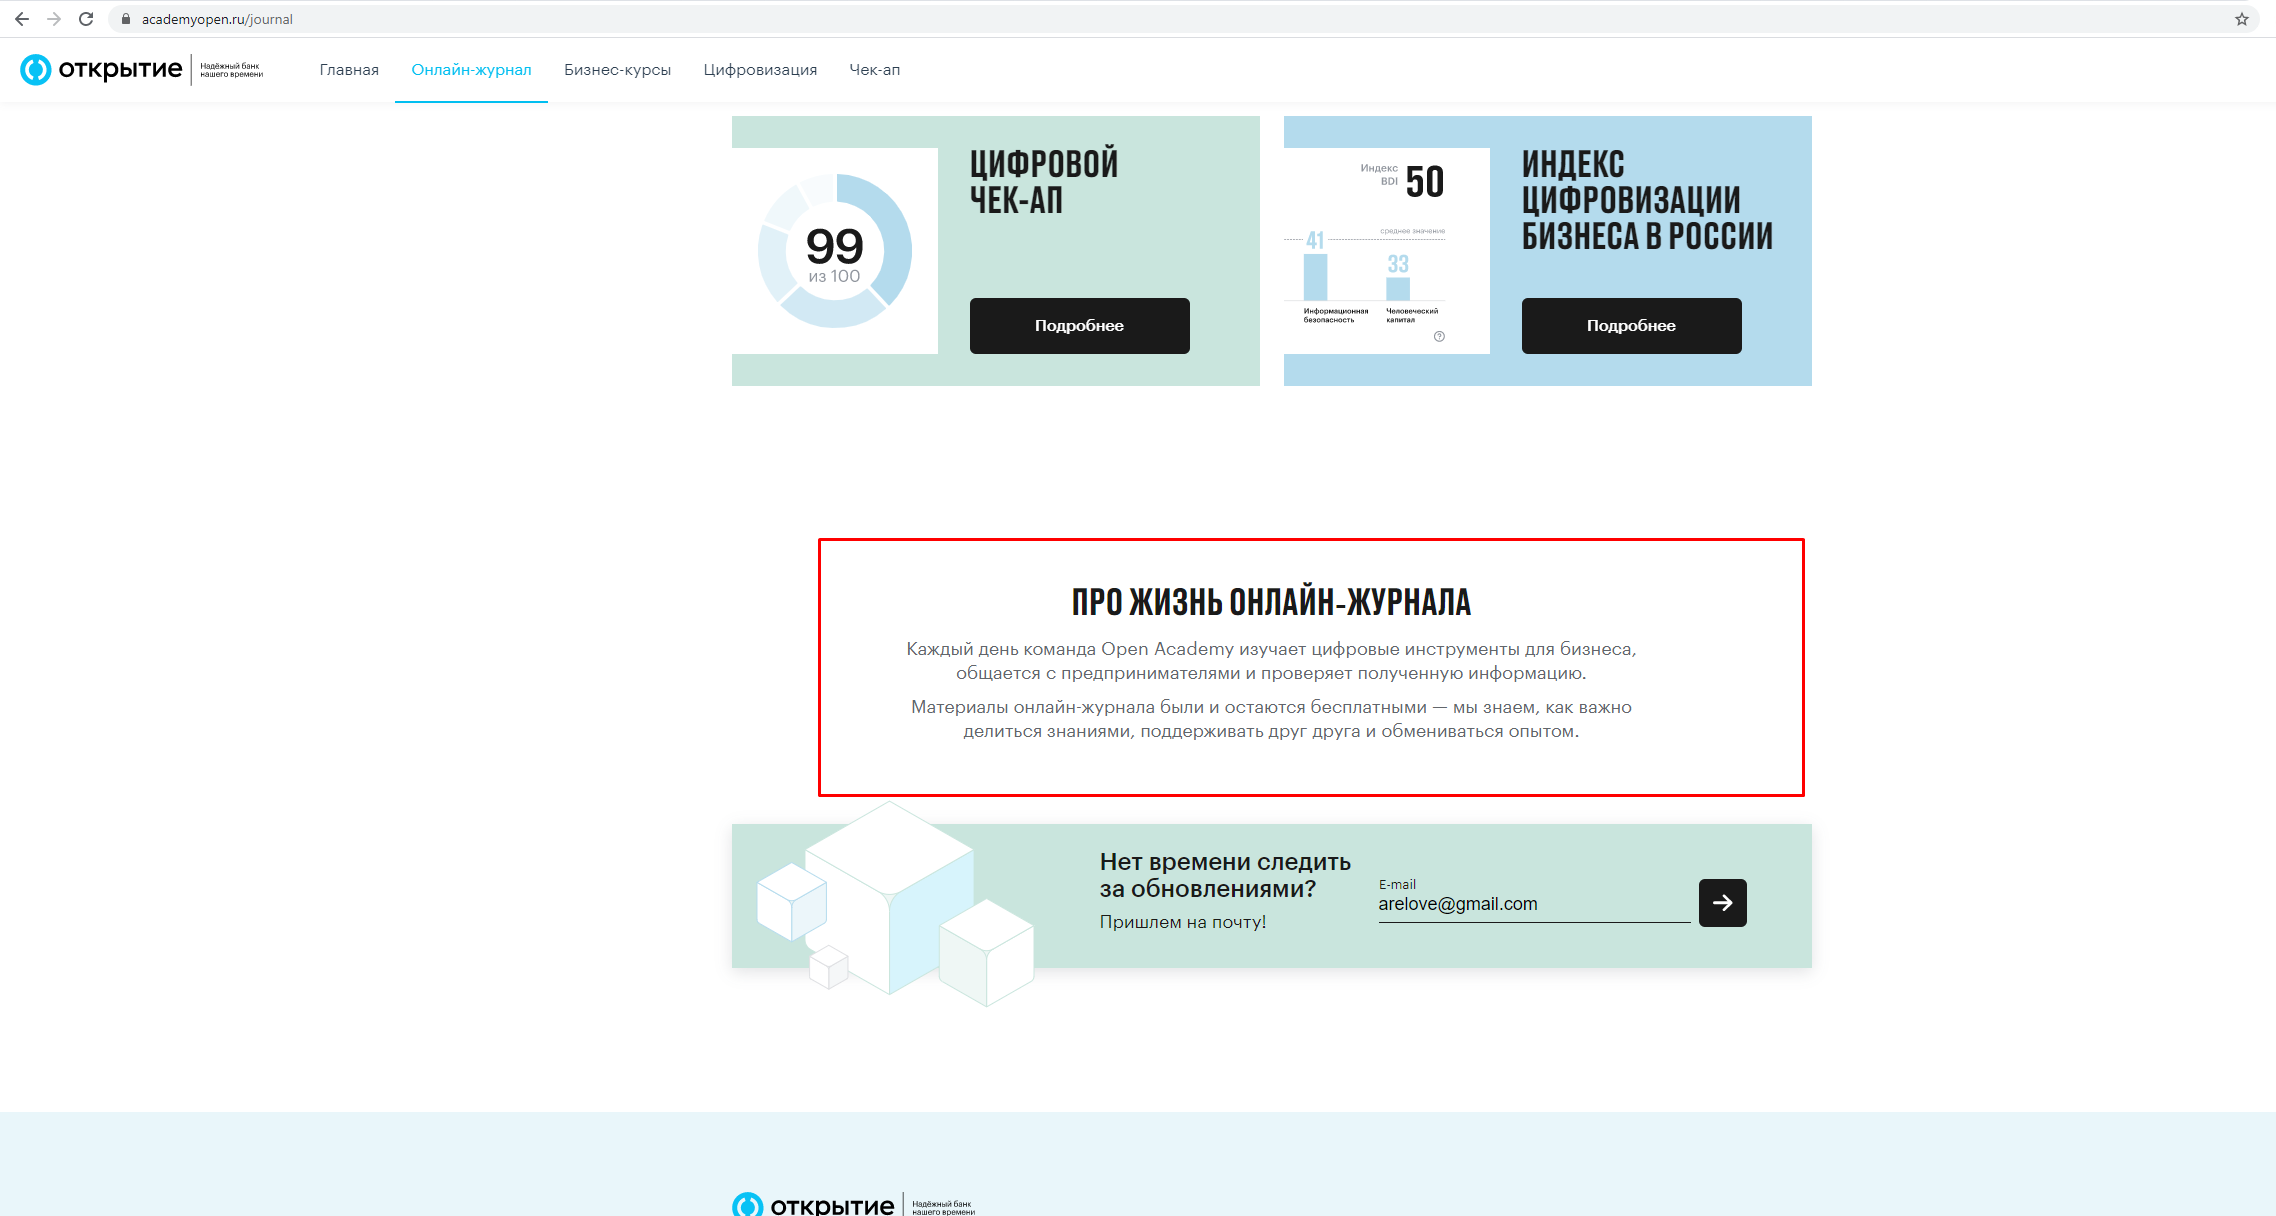 academyopen.ru/journal
открытие
Надёжный банк
нашего времени
Главная
Онлайн-журнал
Бизнес-курсы
Цифровизация
Чек-ап
99
из 100
ЦИФРОВОЙ
ЧЕК-АП
Подробнее
Индекс
BDI
50
среднее значение
41
33
Информационная
безопасность
Человеческий
капитал
?
ИНДЕКС
ЦИФРОВИЗАЦИИ
БИЗНЕСА В РОССИИ
Подробнее
ПРО ЖИЗНЬ ОНЛАЙН-ЖУРНАЛА
Каждый день команда Open Academy изучает цифровые инструменты для бизнеса,
общается с предпринимателями и проверяет полученную информацию.
Материалы онлайн-журнала были и остаются бесплатными — мы знаем, как важно
делиться знаниями, поддерживать друг друга и обмениваться опытом.
Нет времени следить
за обновлениями?
Пришлем на почту!
E-mail
arelove@gmail.com
открытие
Надёжный банк
нашего времени